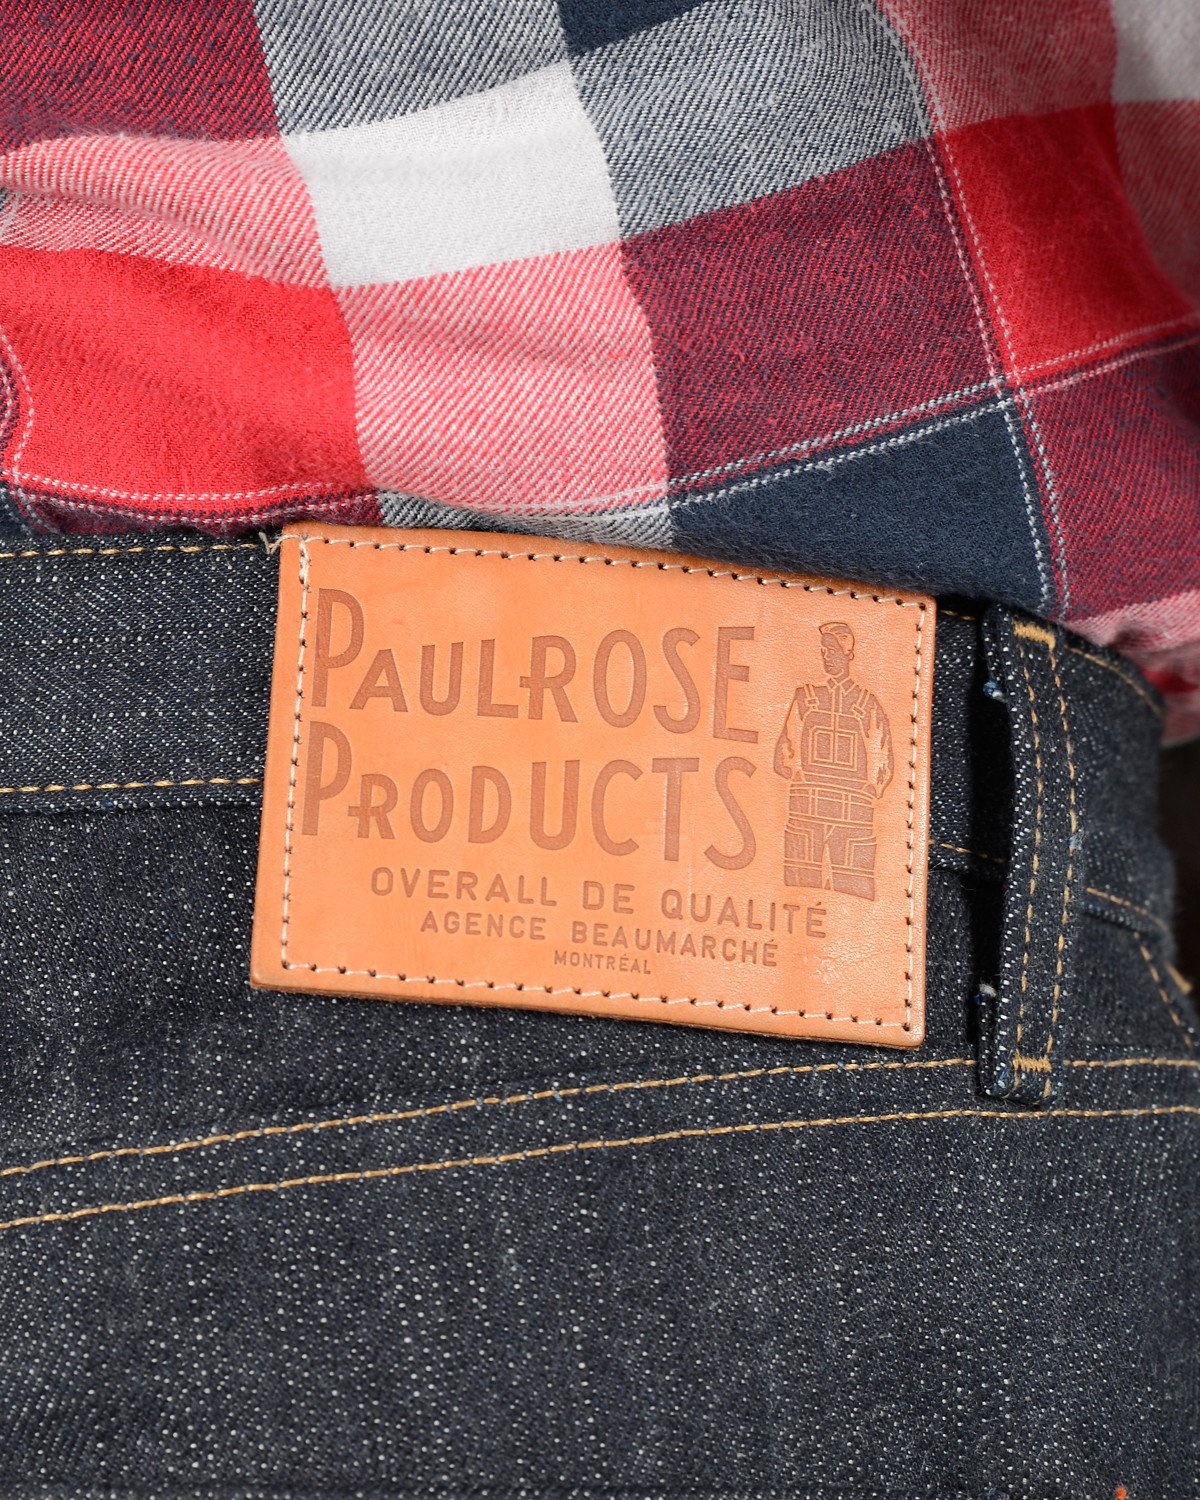 PAULROSE
PRODUCTS
OVERALL DE QUALITÉ
AGENCE BEAUMARCHÉ
MONTRÉAL